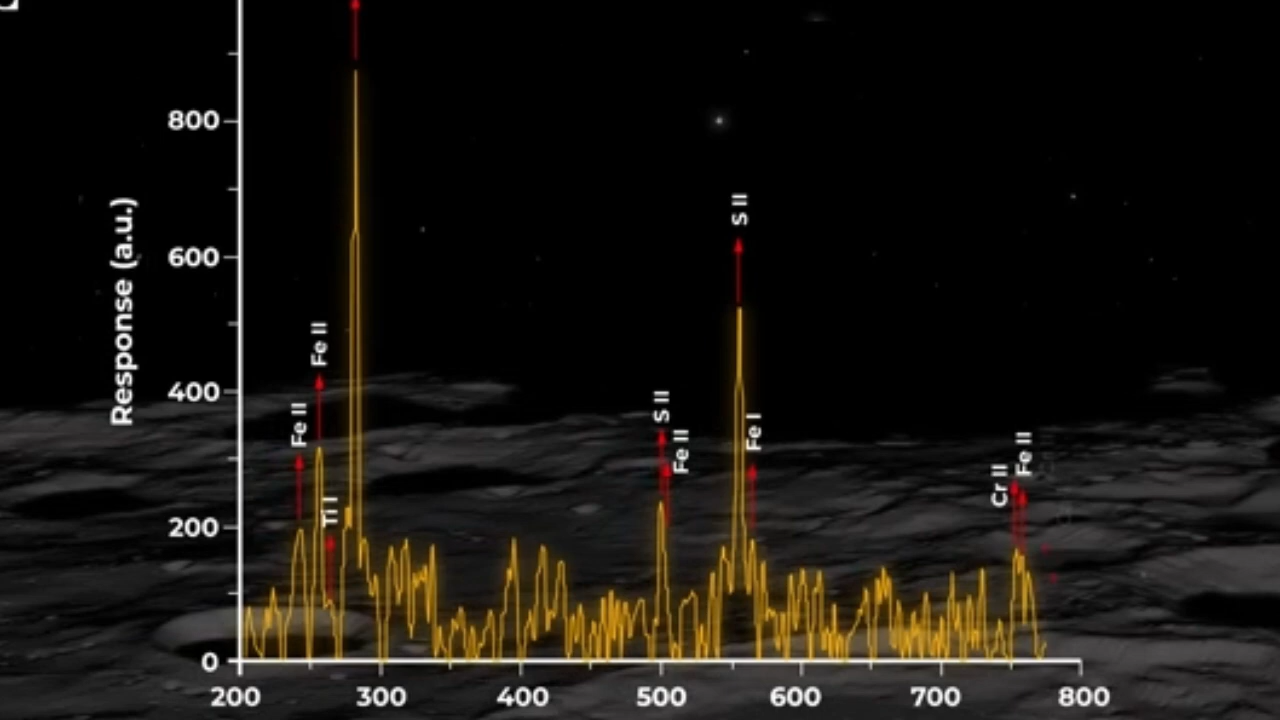 800
600
400
200
0
Response (a.u.)
Fe II
Fe II
Ti I
S II
Fe II
S II
Fe I
Cr II
Fe II
200 300 400 500 600 700 800